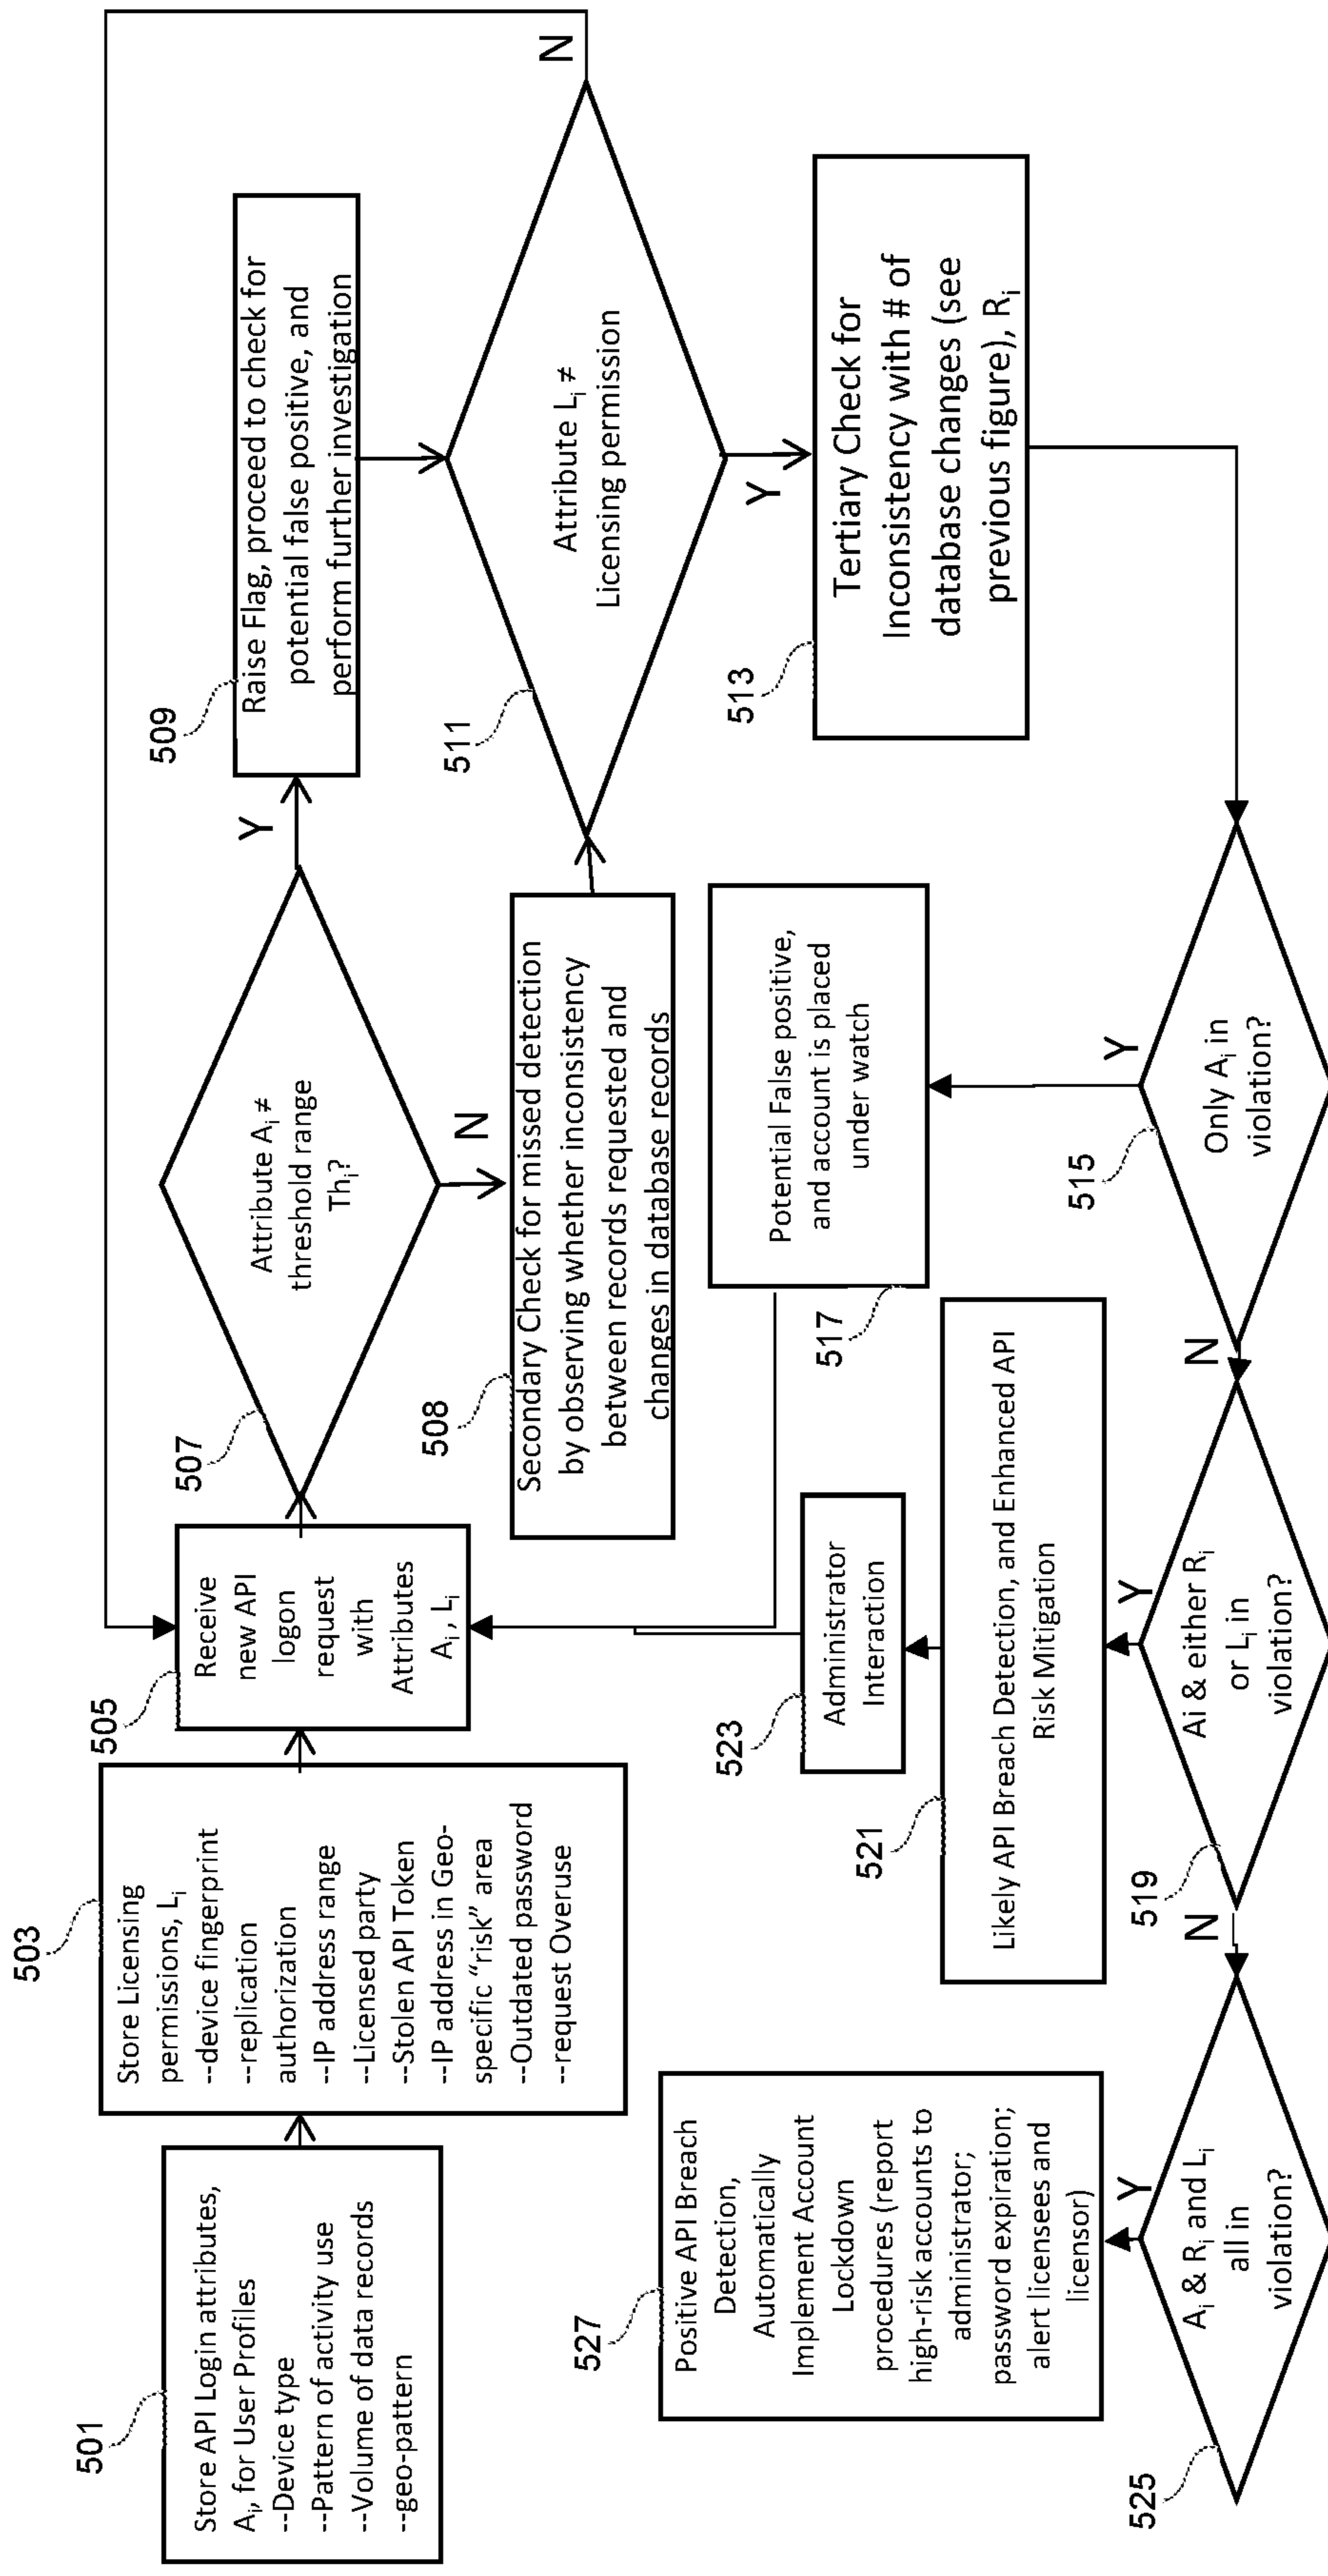 501
Store API Login attributes,
Aᵢ, for User Profiles
--Device type
--Pattern of activity use
--Volume of data records
--geo-pattern
503
Store Licensing
permissions, Lᵢ
--device fingerprint
--replication
authorization
--IP address range
--Licensed party
--Stolen API Token
--IP address in Geo-
specific “risk” area
--Outdated password
--request Overuse
505
Receive
new API
logon
request
with
Attributes
Aᵢ , Lᵢ
507
Attribute Aᵢ ≠
threshold range
Thᵢ?
Y
N
509
Raise Flag, proceed to check for
potential false positive, and
perform further investigation
508
Secondary Check for missed detection
by observing whether inconsistency
between records requested and
changes in database records
511
Attribute Lᵢ ≠
Licensing permission
N
Y
513
Tertiary Check for
Inconsistency with # of
database changes (see
previous figure), Rᵢ
515
Only Aᵢ in
violation?
Y
N
517
Potential False positive,
and account is placed
under watch
519
Ai & either Rᵢ
or Lᵢ in
violation?
Y
N
521
Likely API Breach Detection, and Enhanced API
Risk Mitigation
523
Administrator
Interaction
525
Aᵢ & Rᵢ and Lᵢ
all in
violation?
Y
527
Positive API Breach
Detection,
Automatically
Implement Account
Lockdown
procedures (report
high-risk accounts to
administrator;
password expiration;
alert licensees and
licensor)